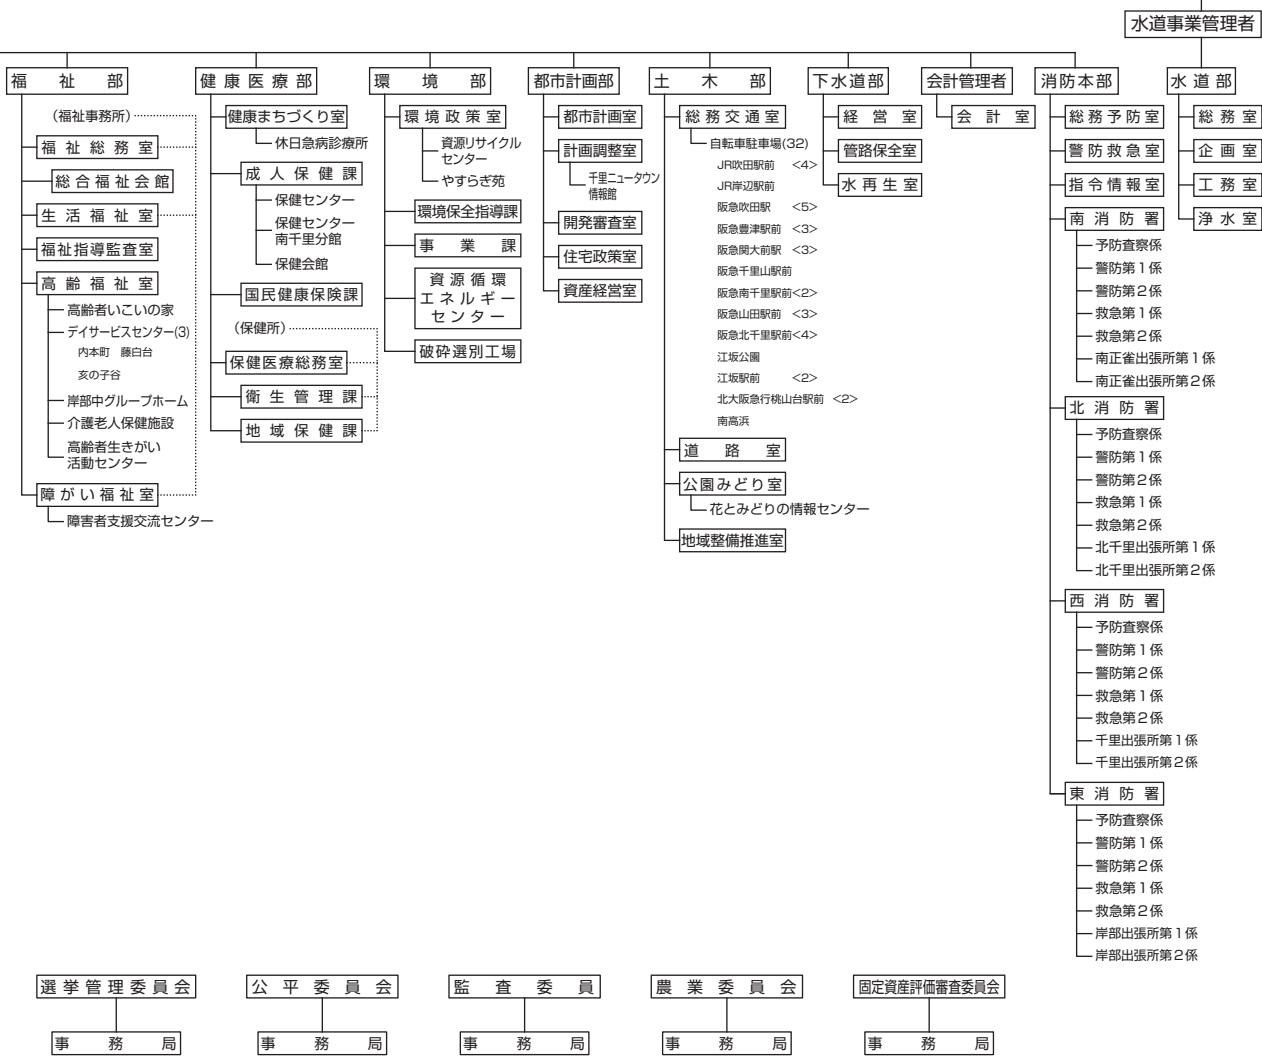 水道事業管理者
福祉部
(福祉事務所)
福祉総務室
総合福祉会館
生活福祉室
福祉指導監査室
高齢福祉室
高齢者いこいの家
デイサービスセンター(3)
内本町　藤白台
亥の子谷
岸部中グループホーム
介護老人保健施設
高齢者生きがい
活動センター
障がい福祉室
障害者支援交流センター
健康医療部
健康まちづくり室
休日急病診療所
成人保健課
保健センター
保健センター
南千里分館
保健会館
国民健康保険課
(保健所)
保健医療総務室
衛生管理課
地域保健課
環境部
環境政策室
資源リサイクル
センター
やすらぎ苑
環境保全指導課
事業課
資源循環
エネルギー
センター
破砕選別工場
都市計画部
都市計画室
計画調整室
千里ニュータウン
情報館
開発審査室
住宅政策室
資産経営室
土木部
総務交通室
自転車駐車場(32)
JR吹田駅前　<4>
JR岸辺駅前
阪急吹田駅　<5>
阪急豊津駅前　<3>
阪急関大前駅　<3>
阪急千里山駅前
阪急南千里駅前<2>
阪急山田駅前　<3>
阪急北千里駅前<4>
江坂公園
江坂駅前　<2>
北大阪急行桃山台駅前　<2>
南高浜
道路室
公園みどり室
花とみどりの情報センター
地域整備推進室
下水道部
経営室
管路保全室
水再生室
会計管理者
会計室
消防本部
総務予防室
警防救急室
指令情報室
南消防署
予防査察係
警防第1係
警防第2係
救急第1係
救急第2係
南正雀出張所第1係
南正雀出張所第2係
北消防署
予防査察係
警防第1係
警防第2係
救急第1係
救急第2係
北千里出張所第1係
北千里出張所第2係
西消防署
予防査察係
警防第1係
警防第2係
救急第1係
救急第2係
千里出張所第1係
千里出張所第2係
東消防署
予防査察係
警防第1係
警防第2係
救急第1係
救急第2係
岸部出張所第1係
岸部出張所第2係
水道部
総務室
企画室
工務室
浄水室
選挙管理委員会
事務局
公平委員会
事務局
監査委員
事務局
農業委員会
事務局
固定資産評価審査委員会
事務局